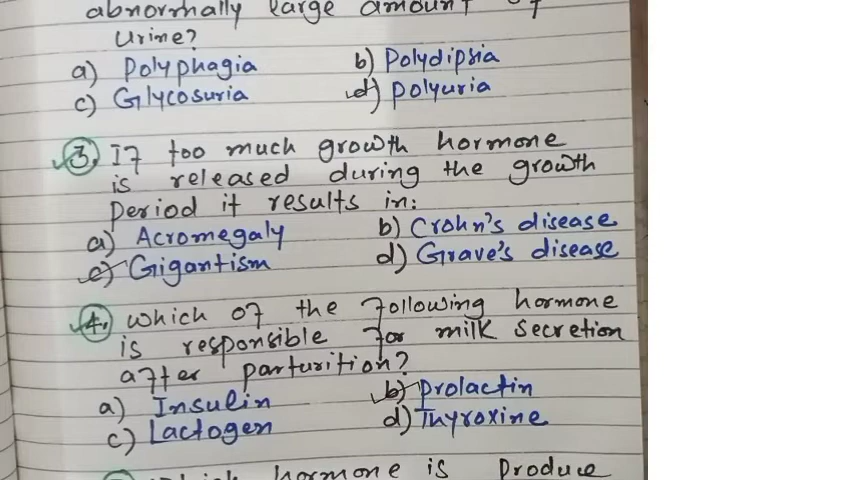 abnormally large amount of
Urine?
a) Polyphagia b) Polydipsia
c) Glycosuria d) polyuria
3. If too much growth hormone
is released during the growth
period it results in:
a) Acromegaly b) Crohn's disease
c) Gigantism d) Grave's disease
4. which of the following hormone
is responsible for milk secretion
after parturition?
a) Insulin b) Prolactin
c) Lactogen d) Thyroxine
hormone is produce